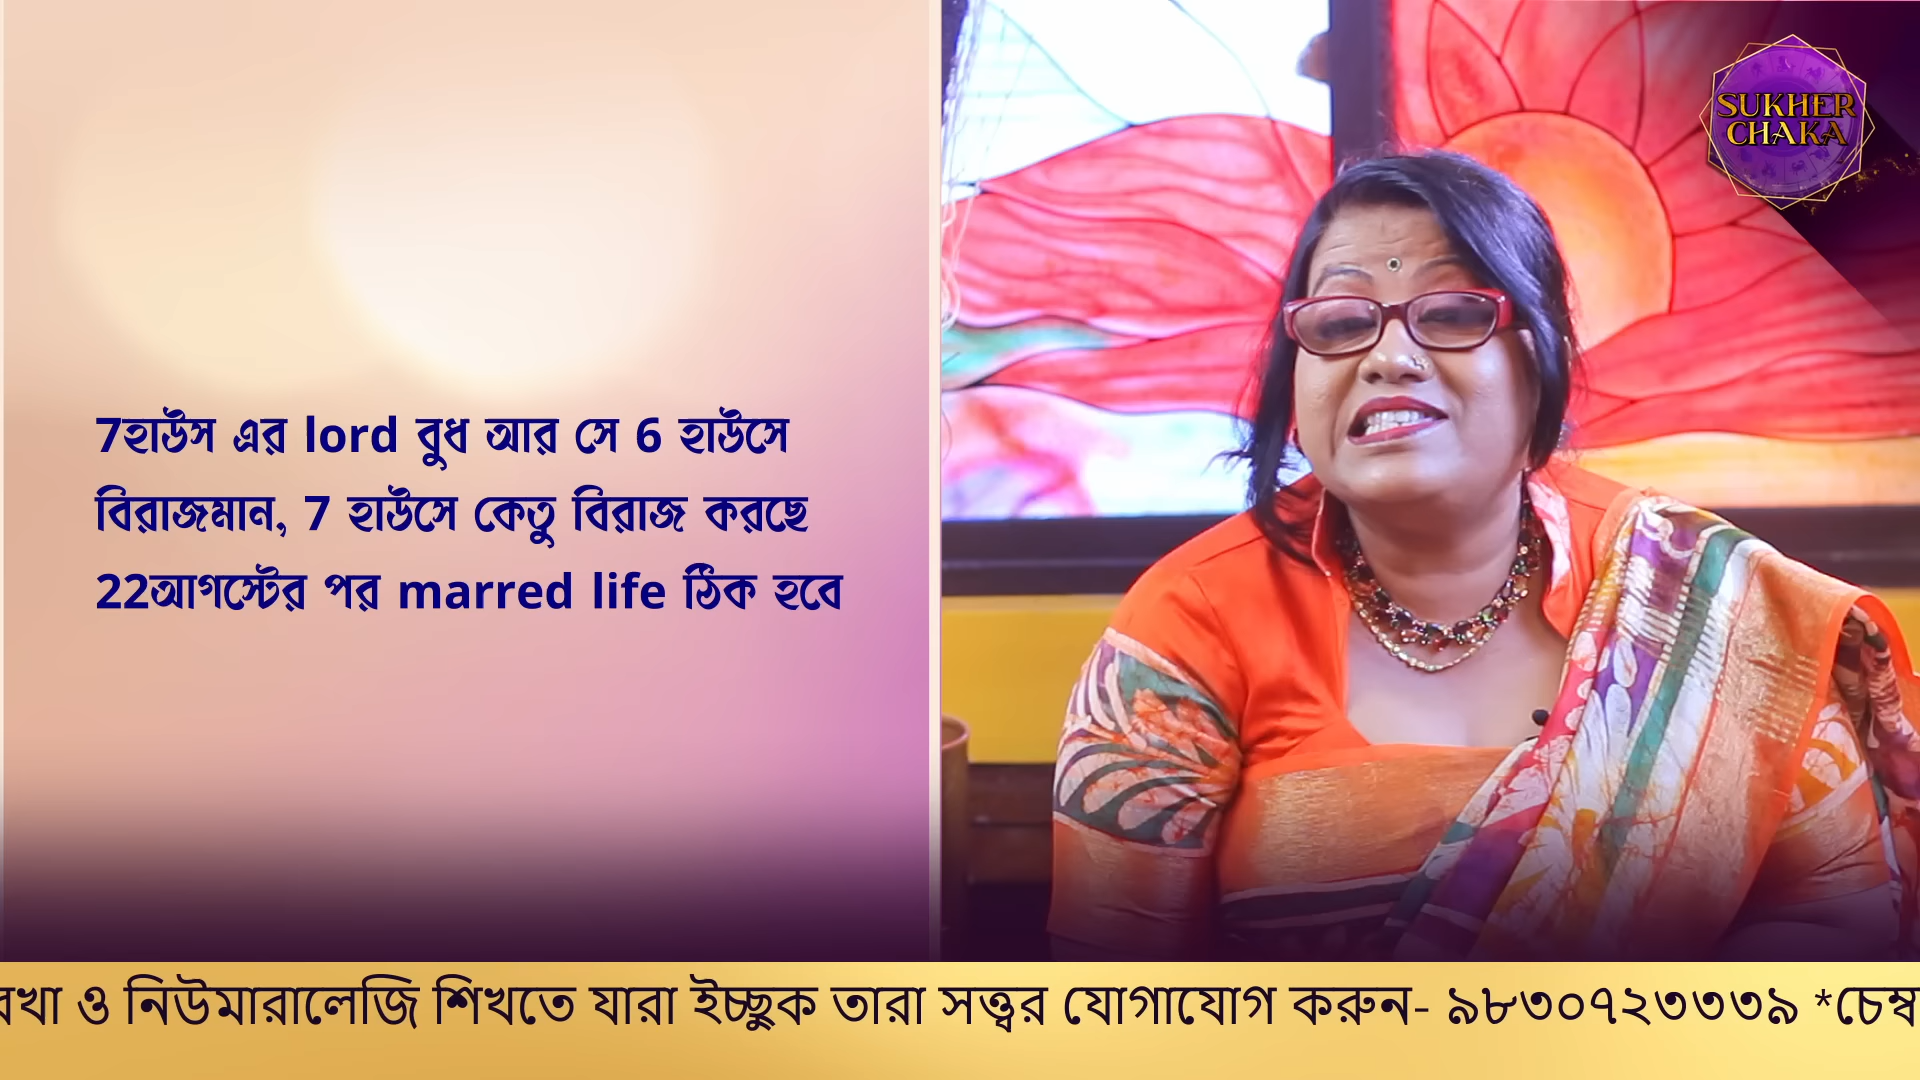 SUKHER
CHAKA
7হাউস এর lord বুধ আর সে 6 হাউসে
বিরাজমান, 7 হাউসে কেতু বিরাজ করছে
22আগস্টের পর marred life ঠিক হবে
ও নিউমারালেজি শিখতে যারা ইচ্ছুক তারা সত্ত্বর যোগাযোগ করুন- ৯৮৩০৭২৩৩৩৯ *